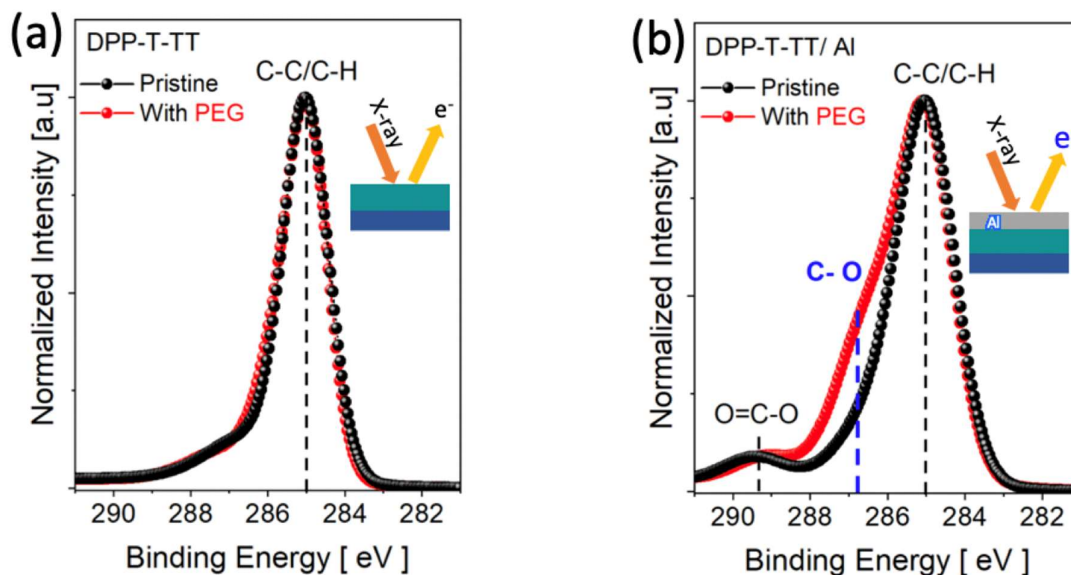 (a)
DPP-T-TT
Pristine
With PEG
C-C/C-H
X-ray
e-
Normalized Intensity [a.u]
290 288 286 284 282
Binding Energy [ eV ]
(b)
DPP-T-TT/ Al
Pristine
With PEG
C-C/C-H
X-ray
e
Al
C- O
O=C-O
Normalized Intensity [a.u]
290 288 286 284 282
Binding Energy [ eV ]